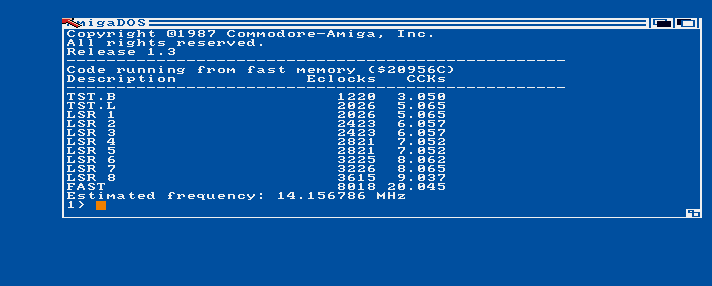 AmigaDOS
Copyright ©1987 Commodore-Amiga, Inc.
All rights reserved.
Release 1.3
------------------------------------------------------------
Code running from fast memory ($20956C)
Description Eclocks CCKs
------------------------------------------------------------
TST.B 1220 3.050
TST.L 2026 5.065
LSR 1 2026 5.065
LSR 2 2423 6.057
LSR 3 2423 6.057
LSR 4 2821 7.052
LSR 5 2821 7.052
LSR 6 3225 8.062
LSR 7 3226 8.065
LSR 8 3615 9.037
FAST 8018 20.045
Estimated frequency: 14.156786 MHz
1>